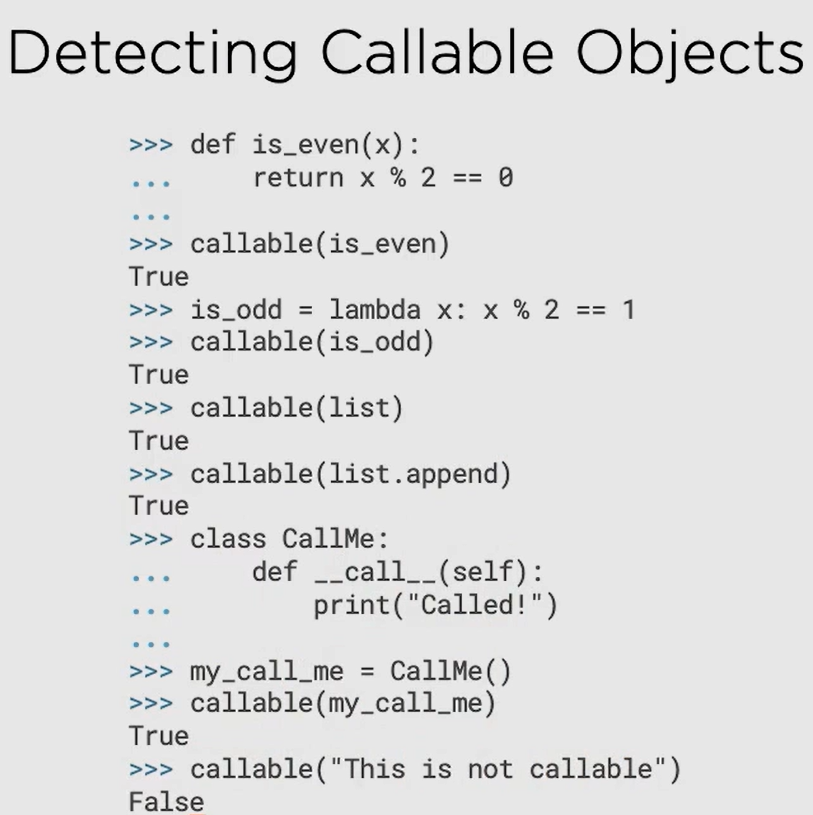 Detecting Callable Objects
>>> def is_even(x):
...     return x % 2 == 0
...
>>> callable(is_even)
True
>>> is_odd = lambda x: x % 2 == 1
>>> callable(is_odd)
True
>>> callable(list)
True
>>> callable(list.append)
True
>>> class CallMe:
...     def __call__(self):
...         print("Called!")
...
>>> my_call_me = CallMe()
>>> callable(my_call_me)
True
>>> callable("This is not callable")
False